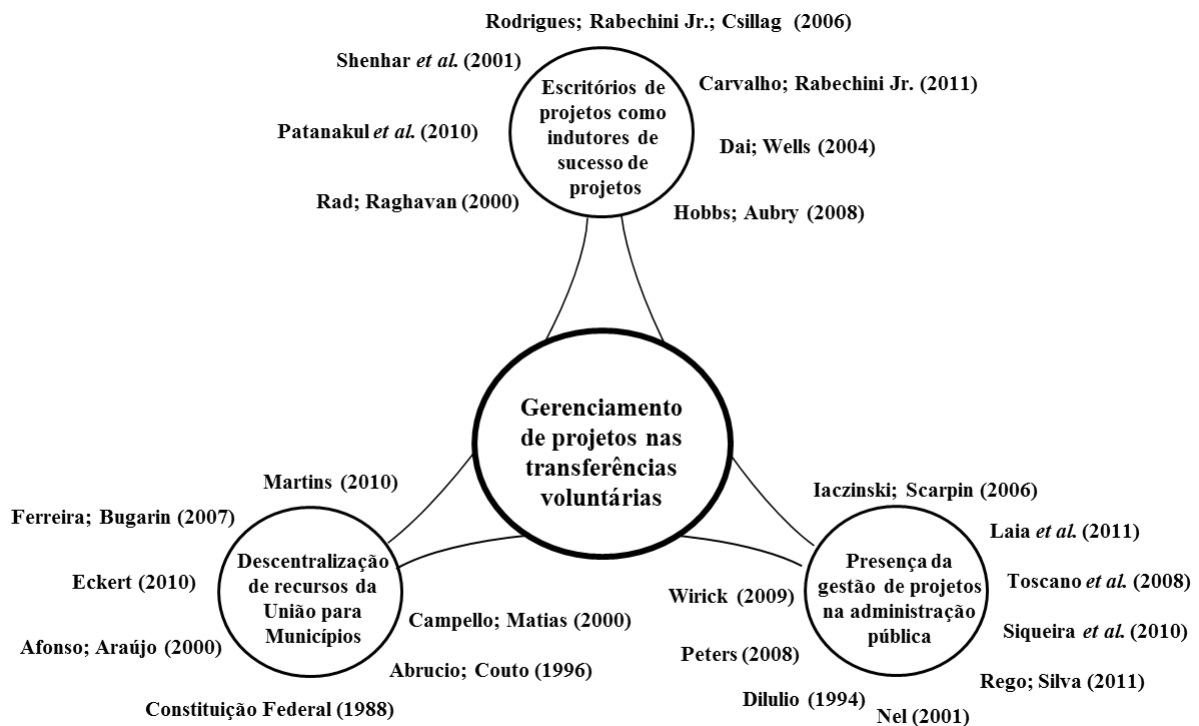 Rodrigues; Rabechini Jr.; Csillag (2006)
Shenhar et al. (2001)
Carvalho; Rabechini Jr. (2011)
Patanakul et al. (2010)
Dai; Wells (2004)
Rad; Raghavan (2000)
Hobbs; Aubry (2008)
Escritórios de
projetos como
indutores de
sucesso de
projetos
Gerenciamento
de projetos nas
transferências
voluntárias
Martins (2010)
Ferreira; Bugarin (2007)
Eckert (2010)
Afonso; Araújo (2000)
Constituição Federal (1988)
Campello; Matias (2000)
Abrucio; Couto (1996)
Descentralização
de recursos da
União para
Municípios
Iaczinski; Scarpin (2006)
Laia et al. (2011)
Toscano et al. (2008)
Siqueira et al. (2010)
Rego; Silva (2011)
Nel (2001)
Dilulio (1994)
Peters (2008)
Wirick (2009)
Presença da
gestão de projetos
na administração
pública